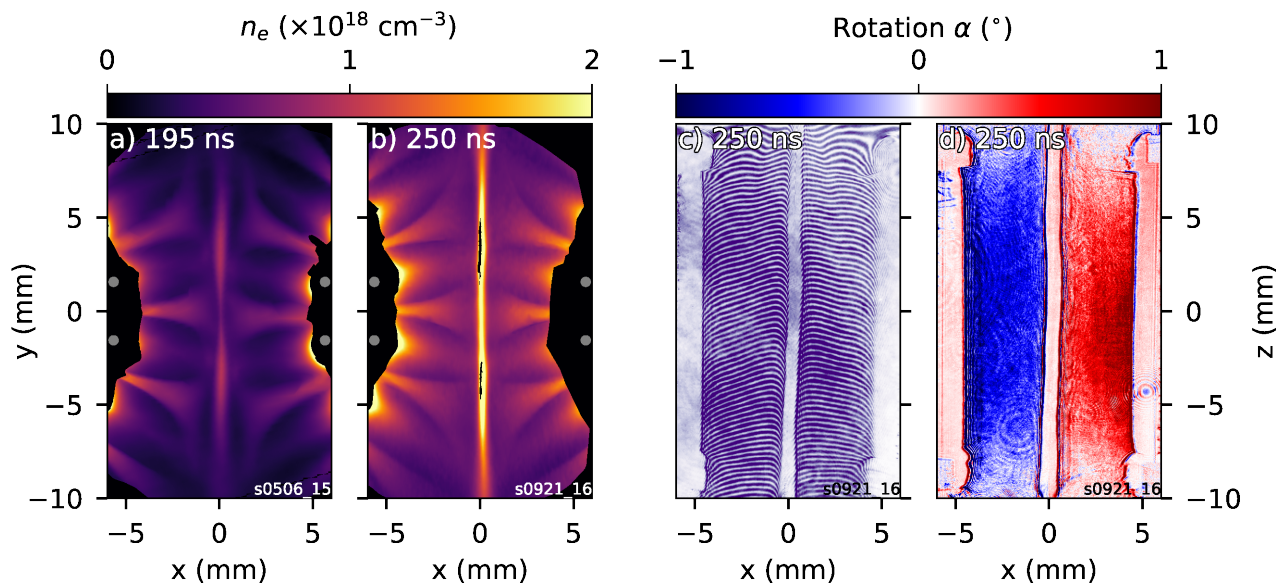 n_e (×10^18 cm^−3)
0 1 2
Rotation α (°)
−1 0 1
a) 195 ns
b) 250 ns
c) 250 ns
d) 250 ns
10
5
0
−5
−10
y (mm)
10
5
0
−5
−10
z (mm)
s0506_15
s0921_16
s0921_16
s0921_16
−5 0 5
−5 0 5
−5 0 5
−5 0 5
x (mm)
x (mm)
x (mm)
x (mm)